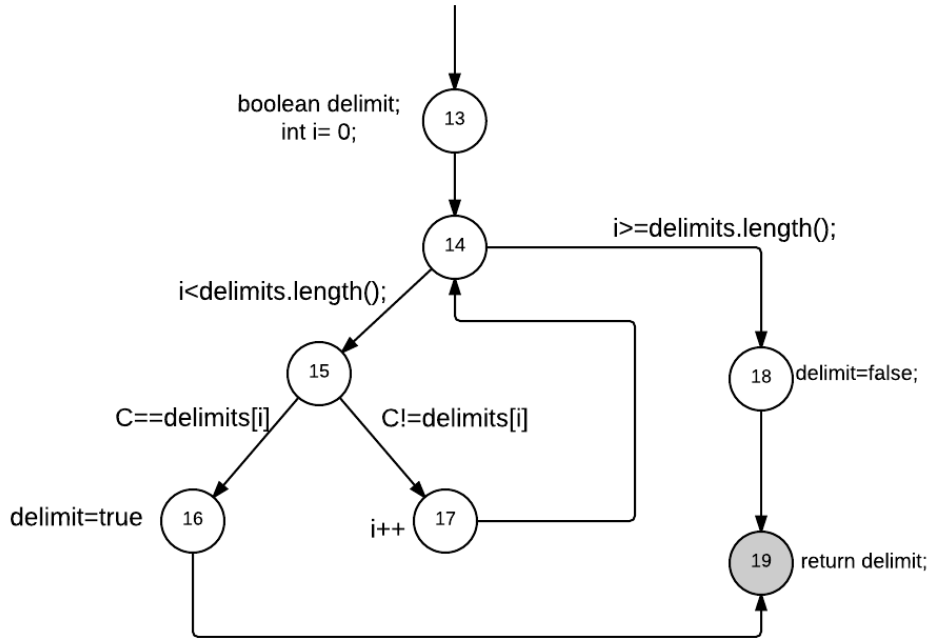 boolean delimit;
int i= 0;
13
14
i>=delimits.length();
i<delimits.length();
15
18
delimit=false;
C==delimits[i]
C!=delimits[i]
delimit=true
16
i++
17
19
return delimit;